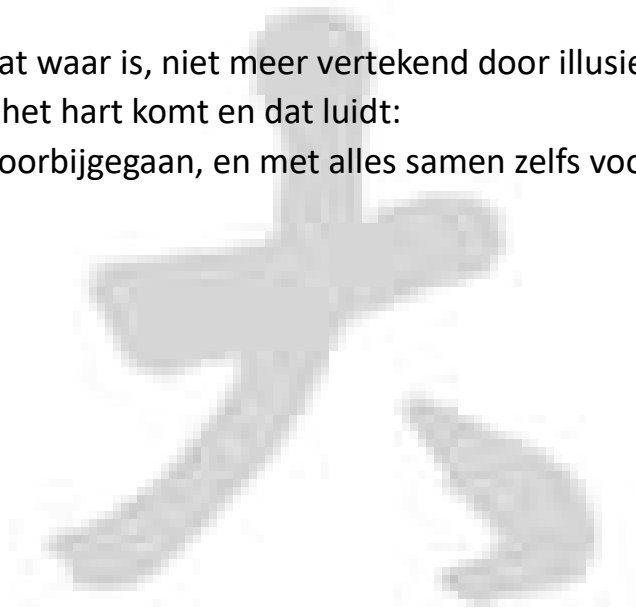 at waar is, niet meer vertekend door illusie
het hart komt en dat luidt:
oorbijgegaan, en met alles samen zelfs voo
大